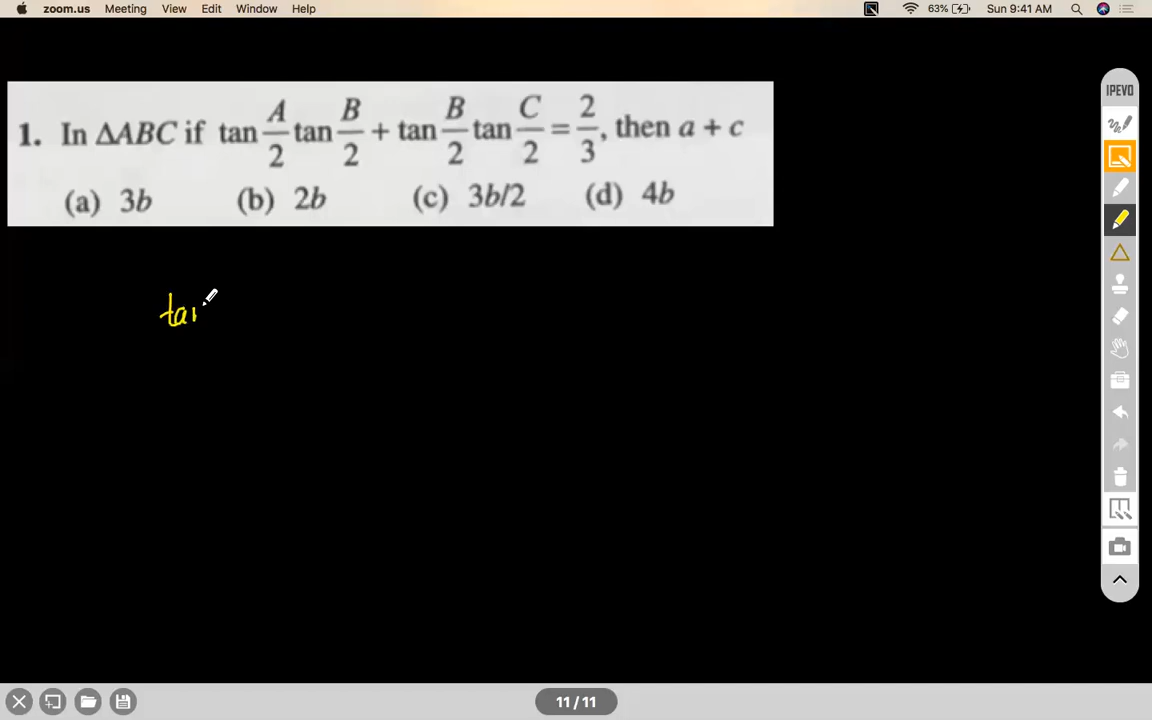 zoom.us Meeting View Edit Window Help 63% Sun 9:41 AM
IPEVO
1. In ΔABC if tan A/2 tan B/2 + tan B/2 tan C/2 = 2/3, then a + c
(a) 3b (b) 2b (c) 3b/2 (d) 4b
11 / 11